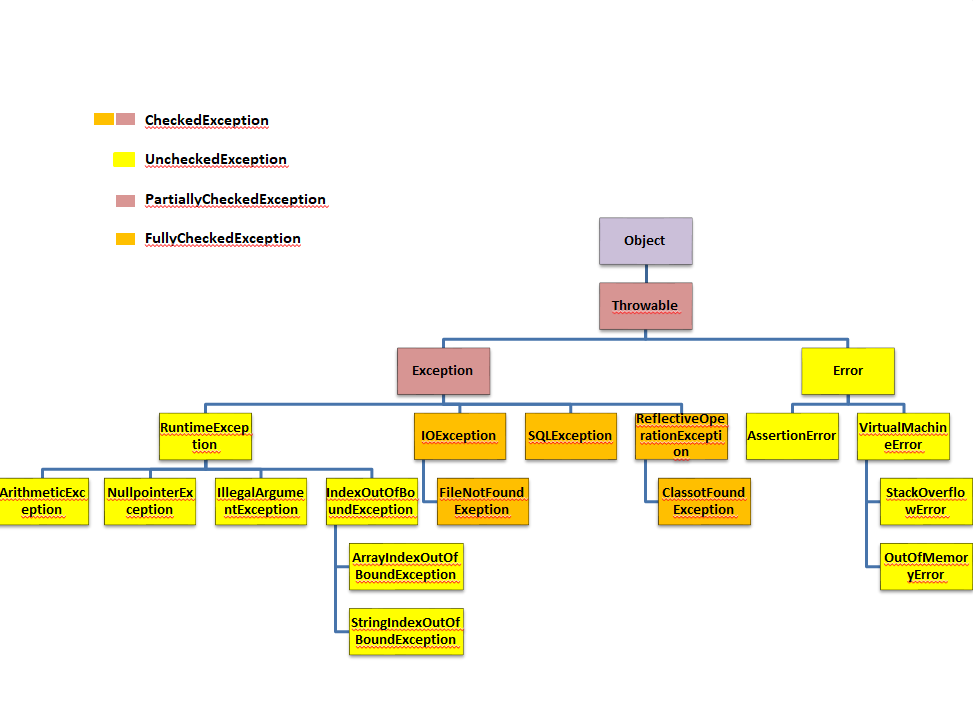 CheckedException
UncheckedException
PartiallyCheckedException
FullyCheckedException
Object
Throwable
Exception
Error
RuntimeExcep
tion
IOException
SQLException
ReflectiveOpe
rationExcepti
on
AssertionError
VirtualMachin
eError
ArithmeticExc
eption
NullpointerEx
ception
IllegalArgume
ntException
IndexOutOfBo
undException
FileNotFound
Exeption
ClassotFound
Exception
StackOverflo
wError
ArrayIndexOutOf
BoundException
OutOfMemor
yError
StringIndexOutOf
BoundException